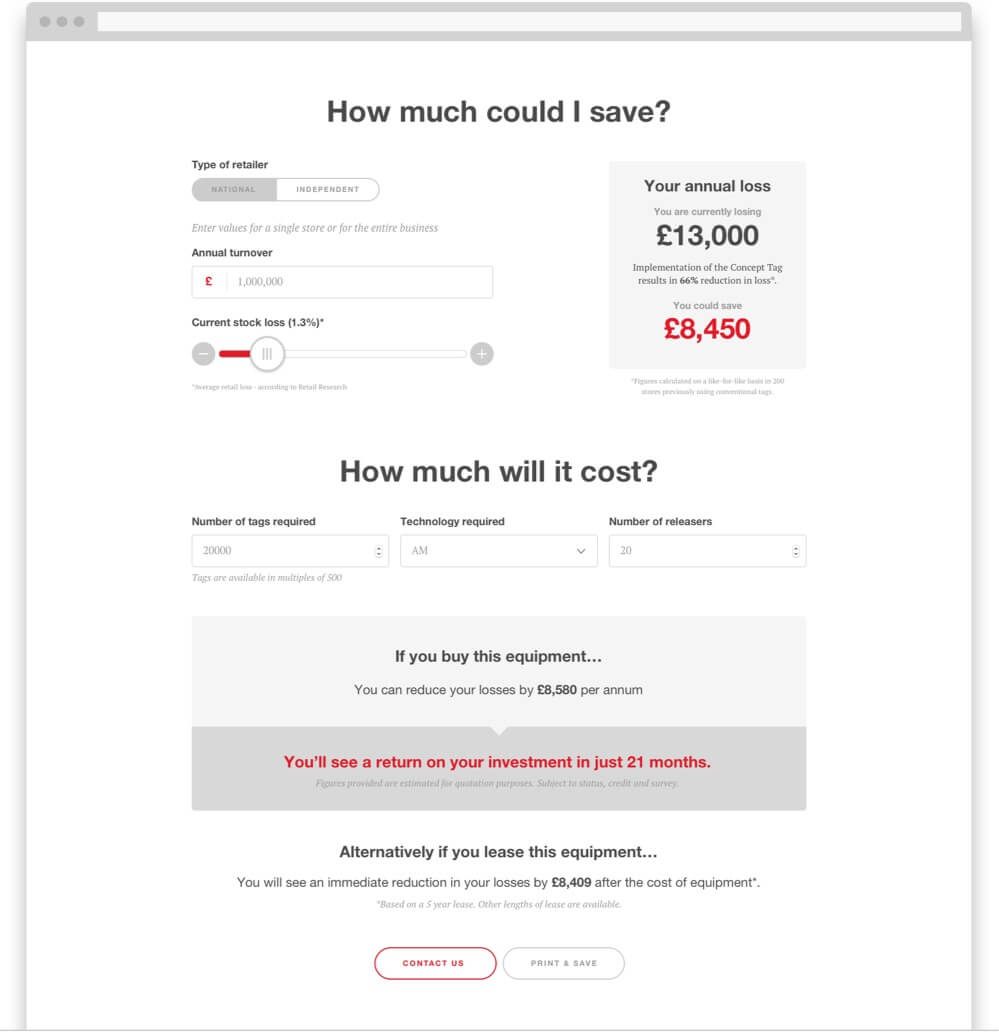 How much could I save?
Type of retailer
NATIONAL INDEPENDENT
Enter values for a single store or for the entire business
Annual turnover
£ 1,000,000
Current stock loss (1.3%)*
*Average retail loss - according to Retail Research
Your annual loss
You are currently losing
£13,000
Implementation of the Concept Tag
results in 66% reduction in loss*.
You could save
£8,450
*Figures calculated on a like-for-like basis in 200
stores previously using conventional tags.
How much will it cost?
Number of tags required
20000
Tags are available in multiples of 500
Technology required
AM
Number of releasers
20
If you buy this equipment...
You can reduce your losses by £8,580 per annum
You'll see a return on your investment in just 21 months.
Figures provided are estimated for quotation purposes. Subject to status, credit and survey.
Alternatively if you lease this equipment...
You will see an immediate reduction in your losses by £8,409 after the cost of equipment*.
*Based on a 5 year lease. Other lengths of lease are available.
CONTACT US
PRINT & SAVE